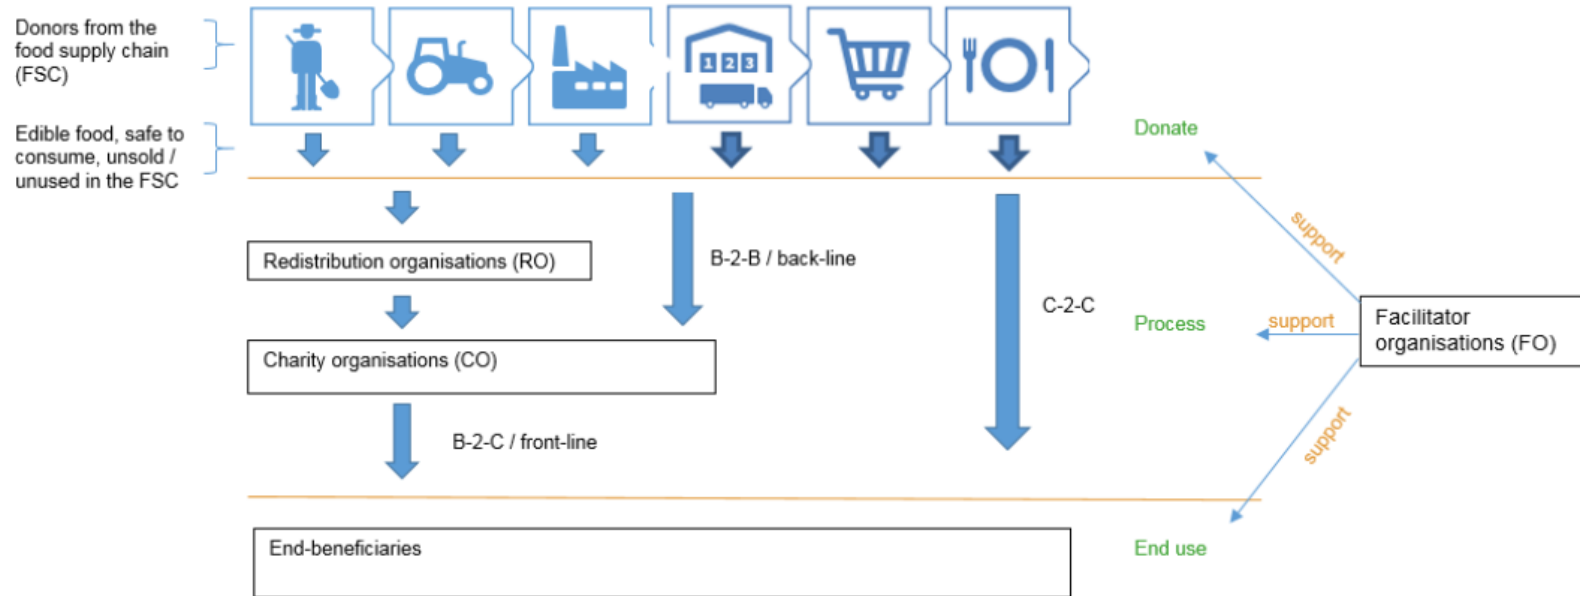 Donors from the
food supply chain
(FSC)
1 2 3
Edible food, safe to
consume, unsold /
unused in the FSC
Donate
support
Redistribution organisations (RO)
B-2-B / back-line
C-2-C
Process
support
Facilitator
organisations (FO)
Charity organisations (CO)
B-2-C / front-line
support
End-beneficiaries
End use